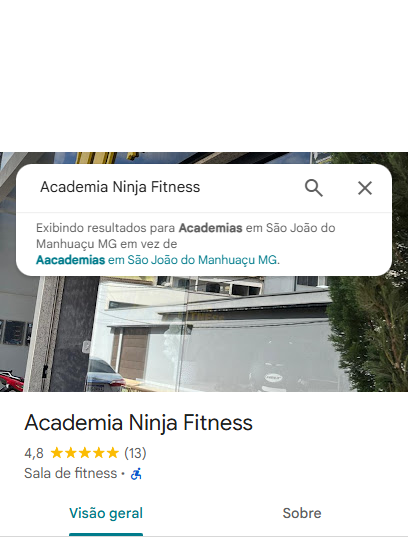 Academia Ninja Fitness
Exibindo resultados para Academias em São João do
Manhuaçu MG em vez de
Aacademias em São João do Manhuaçu MG.
Academia Ninja Fitness
4,8 ★★★★★ (13)
Sala de fitness ·
Visão geral Sobre